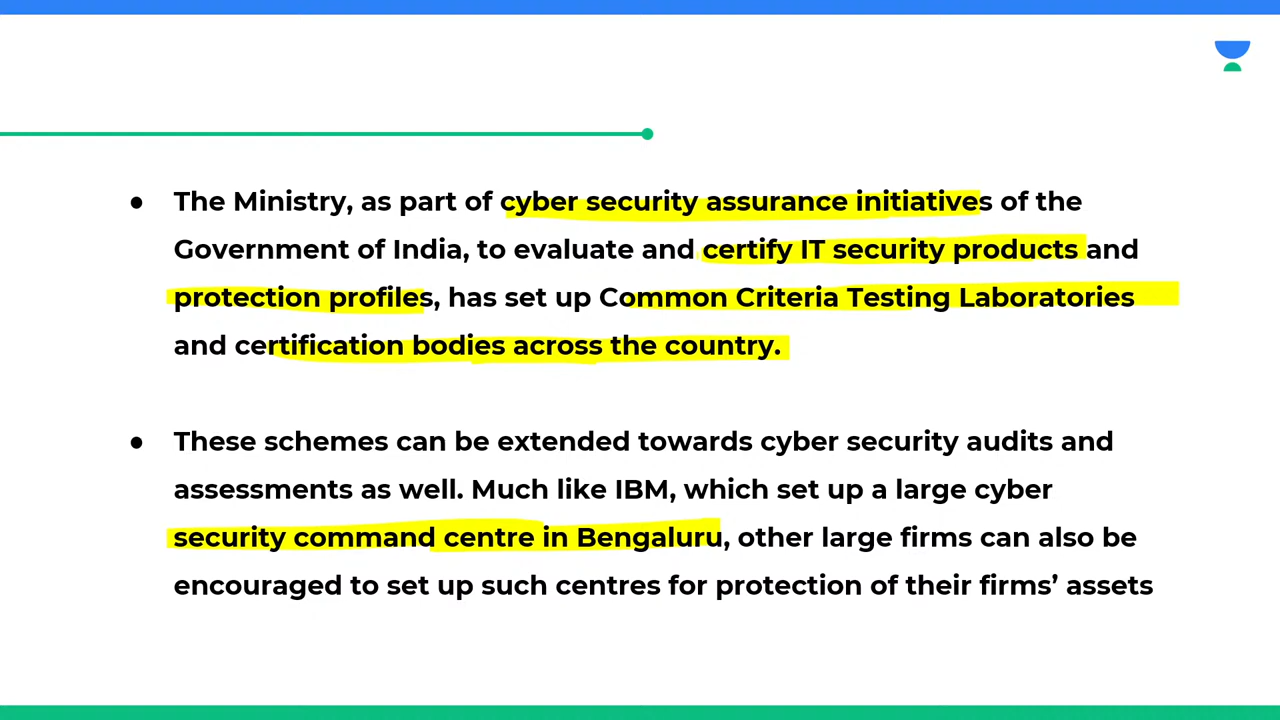 ● The Ministry, as part of cyber security assurance initiatives of the
Government of India, to evaluate and certify IT security products and
protection profiles, has set up Common Criteria Testing Laboratories
and certification bodies across the country.
● These schemes can be extended towards cyber security audits and
assessments as well. Much like IBM, which set up a large cyber
security command centre in Bengaluru, other large firms can also be
encouraged to set up such centres for protection of their firms’ assets